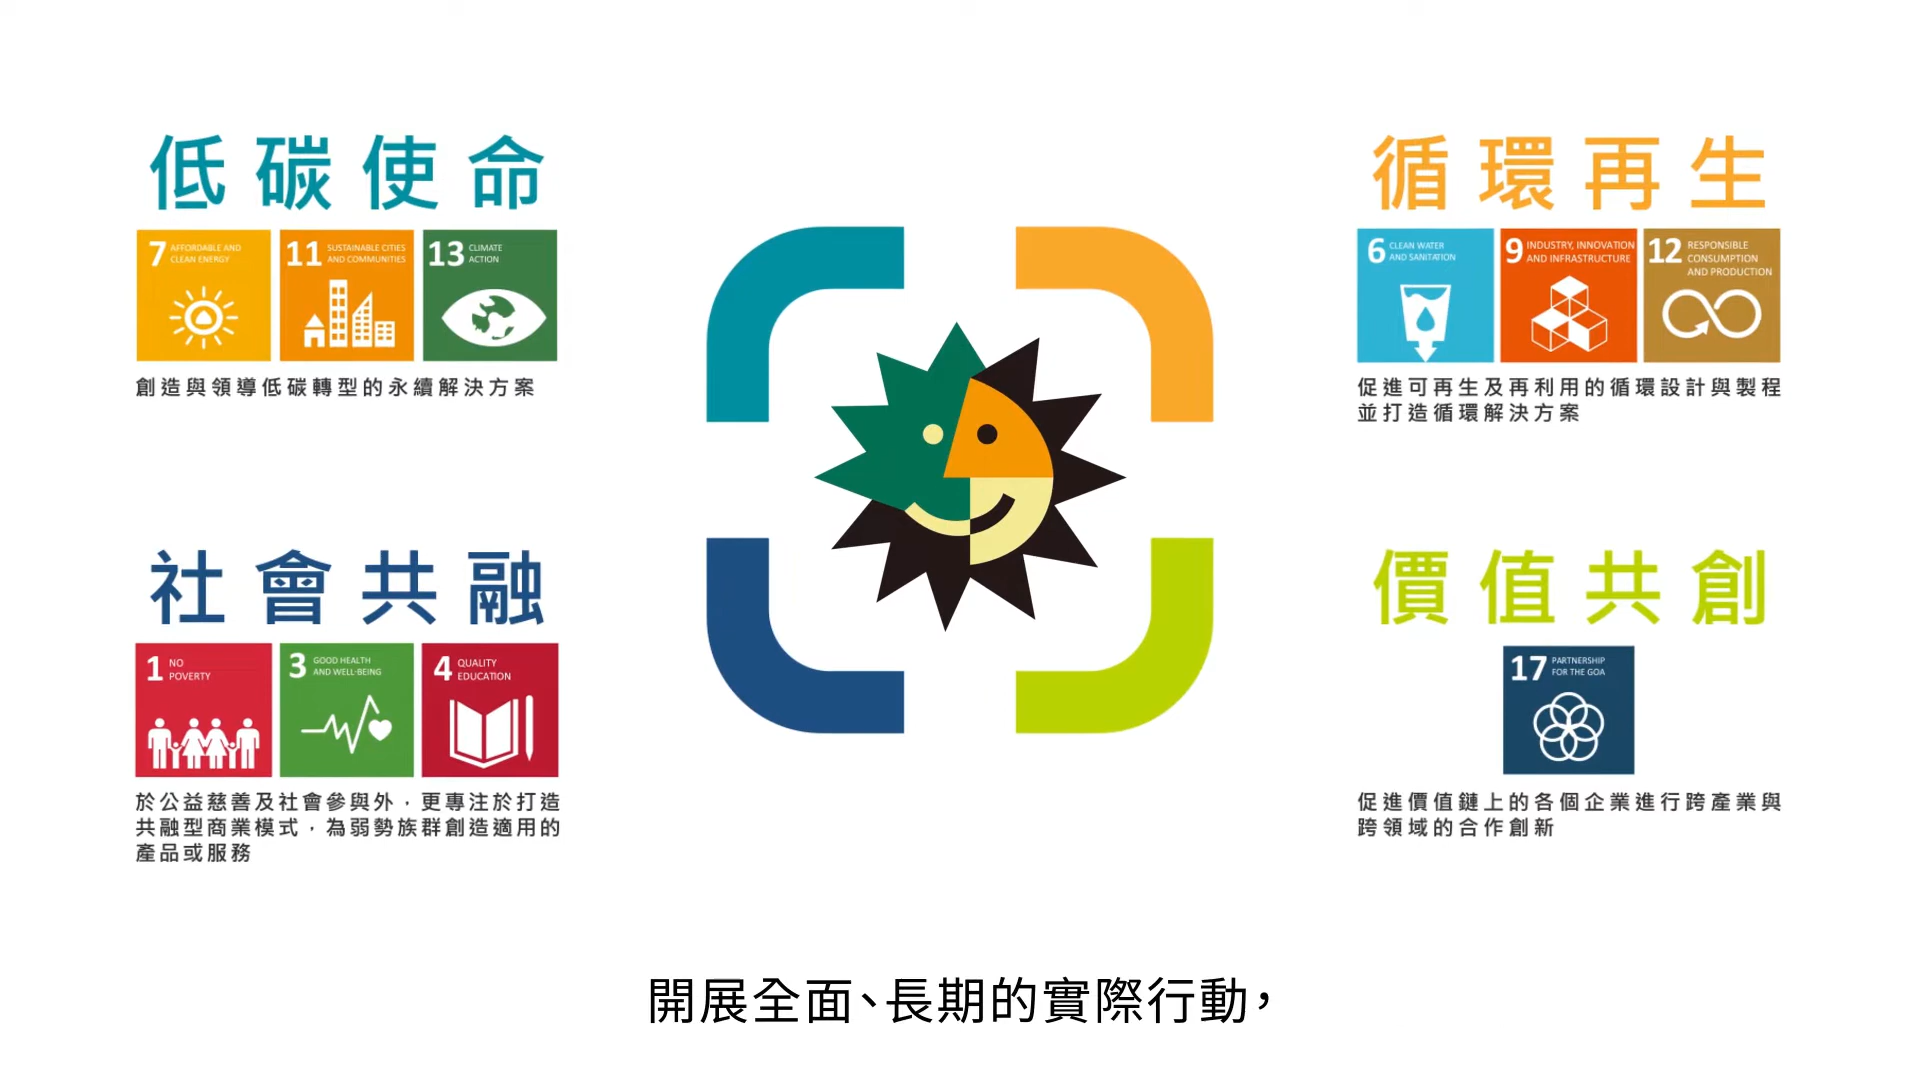 低碳使命
7 AFFORDABLE AND
CLEAN ENERGY
11 SUSTAINABLE CITIES
AND COMMUNITIES
13 CLIMATE
ACTION
創造與領導低碳轉型的永續解決方案
循環再生
6 CLEAN WATER
AND SANITATION
9 INDUSTRY, INNOVATION
AND INFRASTRUCTURE
12 RESPONSIBLE
CONSUMPTION
AND PRODUCTION
促進可再生及再利用的循環設計與製程
並打造循環解決方案
社會共融
1 NO
POVERTY
3 GOOD HEALTH
AND WELL-BEING
4 QUALITY
EDUCATION
於公益慈善及社會參與外，更專注於打造
共融型商業模式，為弱勢族群創造適用的
產品或服務
價值共創
17 PARTNERSHIP
FOR THE GOA
促進價值鏈上的各個企業進行跨產業與
跨領域的合作創新
開展全面、長期的實際行動，